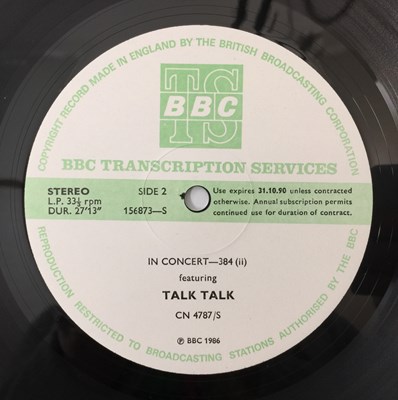 COPYRIGHT RECORD MADE IN ENGLAND BY THE BRITISH BROADCASTING CORPORATION
TS
BBC
BBC TRANSCRIPTION SERVICES
STEREO
L.P. 33⅓ rpm
DUR. 27'13"
SIDE 2
156873—S
Use expires 31.10.90 unless contracted
otherwise. Annual subscription permits
continued use for duration of contract.
IN CONCERT—384 (ii)
featuring
TALK TALK
CN 4787/S
℗ BBC 1986
REPRODUCTION RESTRICTED TO BROADCASTING STATIONS AUTHORISED BY THE BBC